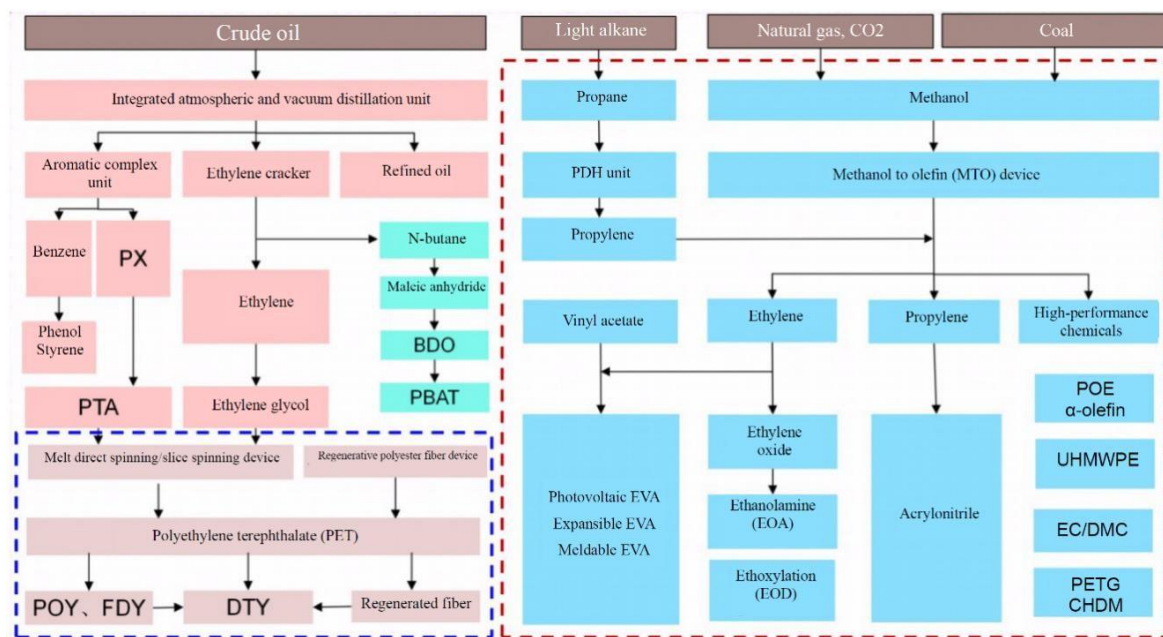 Crude oil
Light alkane
Natural gas, CO2
Coal
Integrated atmospheric and vacuum distillation unit
Propane
Methanol
Aromatic complex
unit
Ethylene cracker
Refined oil
PDH unit
Methanol to olefin (MTO) device
Benzene
PX
N-butane
Propylene
Ethylene
Maleic anhydride
Vinyl acetate
Ethylene
Propylene
High-performance
chemicals
Phenol
Styrene
BDO
PTA
Ethylene glycol
PBAT
POE
α-olefin
Melt direct spinning/slice spinning device
Regenerative polyester fiber device
Ethylene
oxide
UHMWPE
Photovoltaic EVA
Expansible EVA
Meldable EVA
Ethanolamine
(EOA)
Acrylonitrile
Polyethylene terephthalate (PET)
EC/DMC
Ethoxylation
(EOD)
PETG
CHDM
POY、FDY
DTY
Regenerated fiber